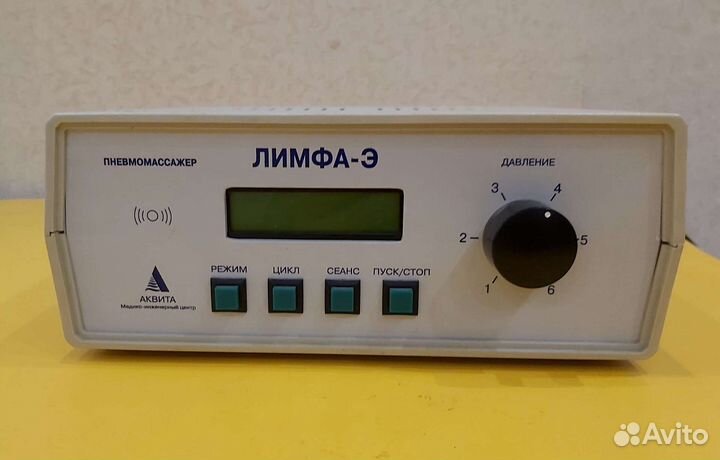 ПНЕВМОМАССАЖЕР
ЛИМФА-Э
ДАВЛЕНИЕ
3 4
2 5
1 6
РЕЖИМ ЦИКЛ СЕАНС ПУСК/СТОП
АКВИТА
Медико-инженерный центр
Avito